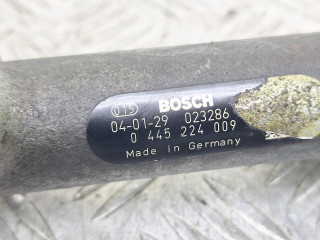 BOSCH
04-01-29 023286
0 445 224 009
Made in Germany